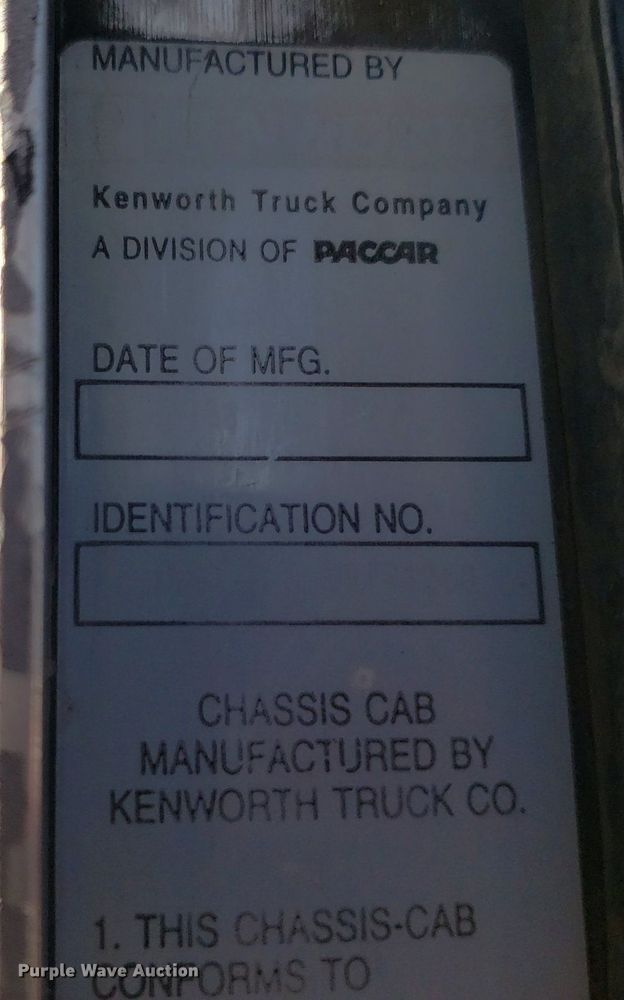 MANUFACTURED BY
Kenworth Truck Company
A DIVISION OF PACCAR
DATE OF MFG.
IDENTIFICATION NO.
CHASSIS CAB
MANUFACTURED BY
KENWORTH TRUCK CO.
1. THIS CHASSIS-CAB
CONFORMS TO
Purple Wave Auction